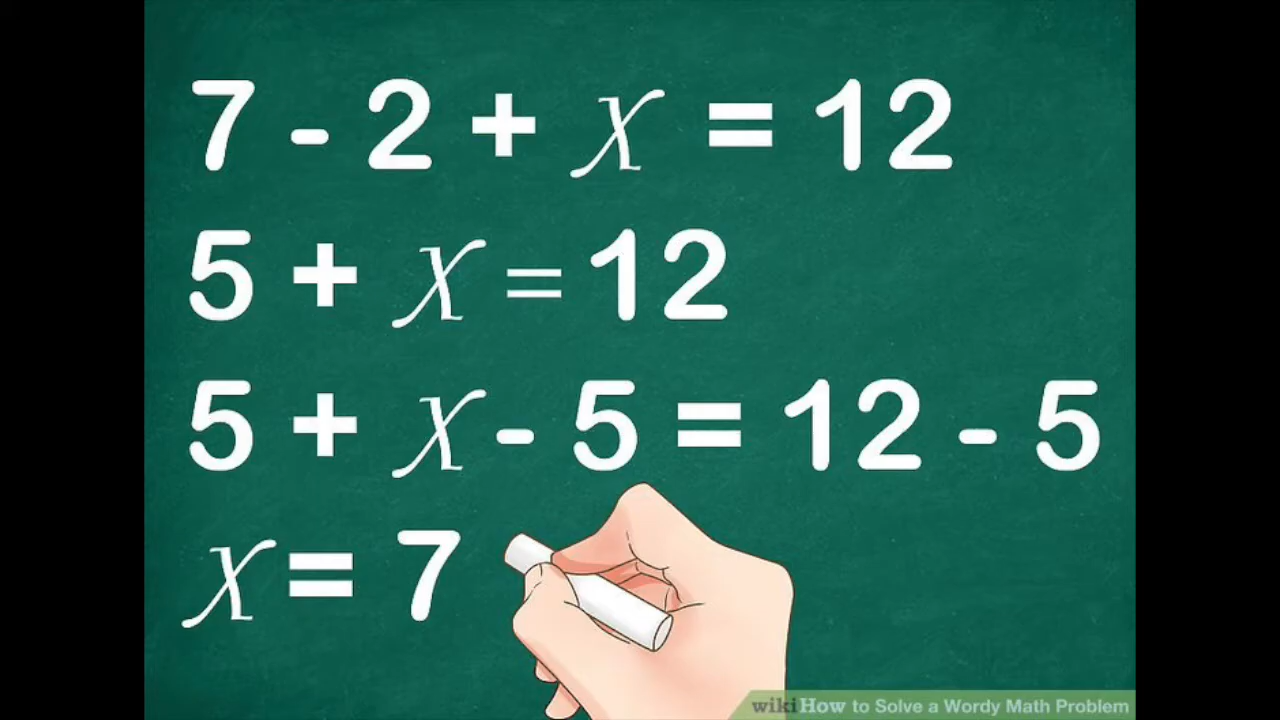 7 - 2 + x = 12
5 + x = 12
5 + x - 5 = 12 - 5
x = 7
wikiHow to Solve a Wordy Math Problem